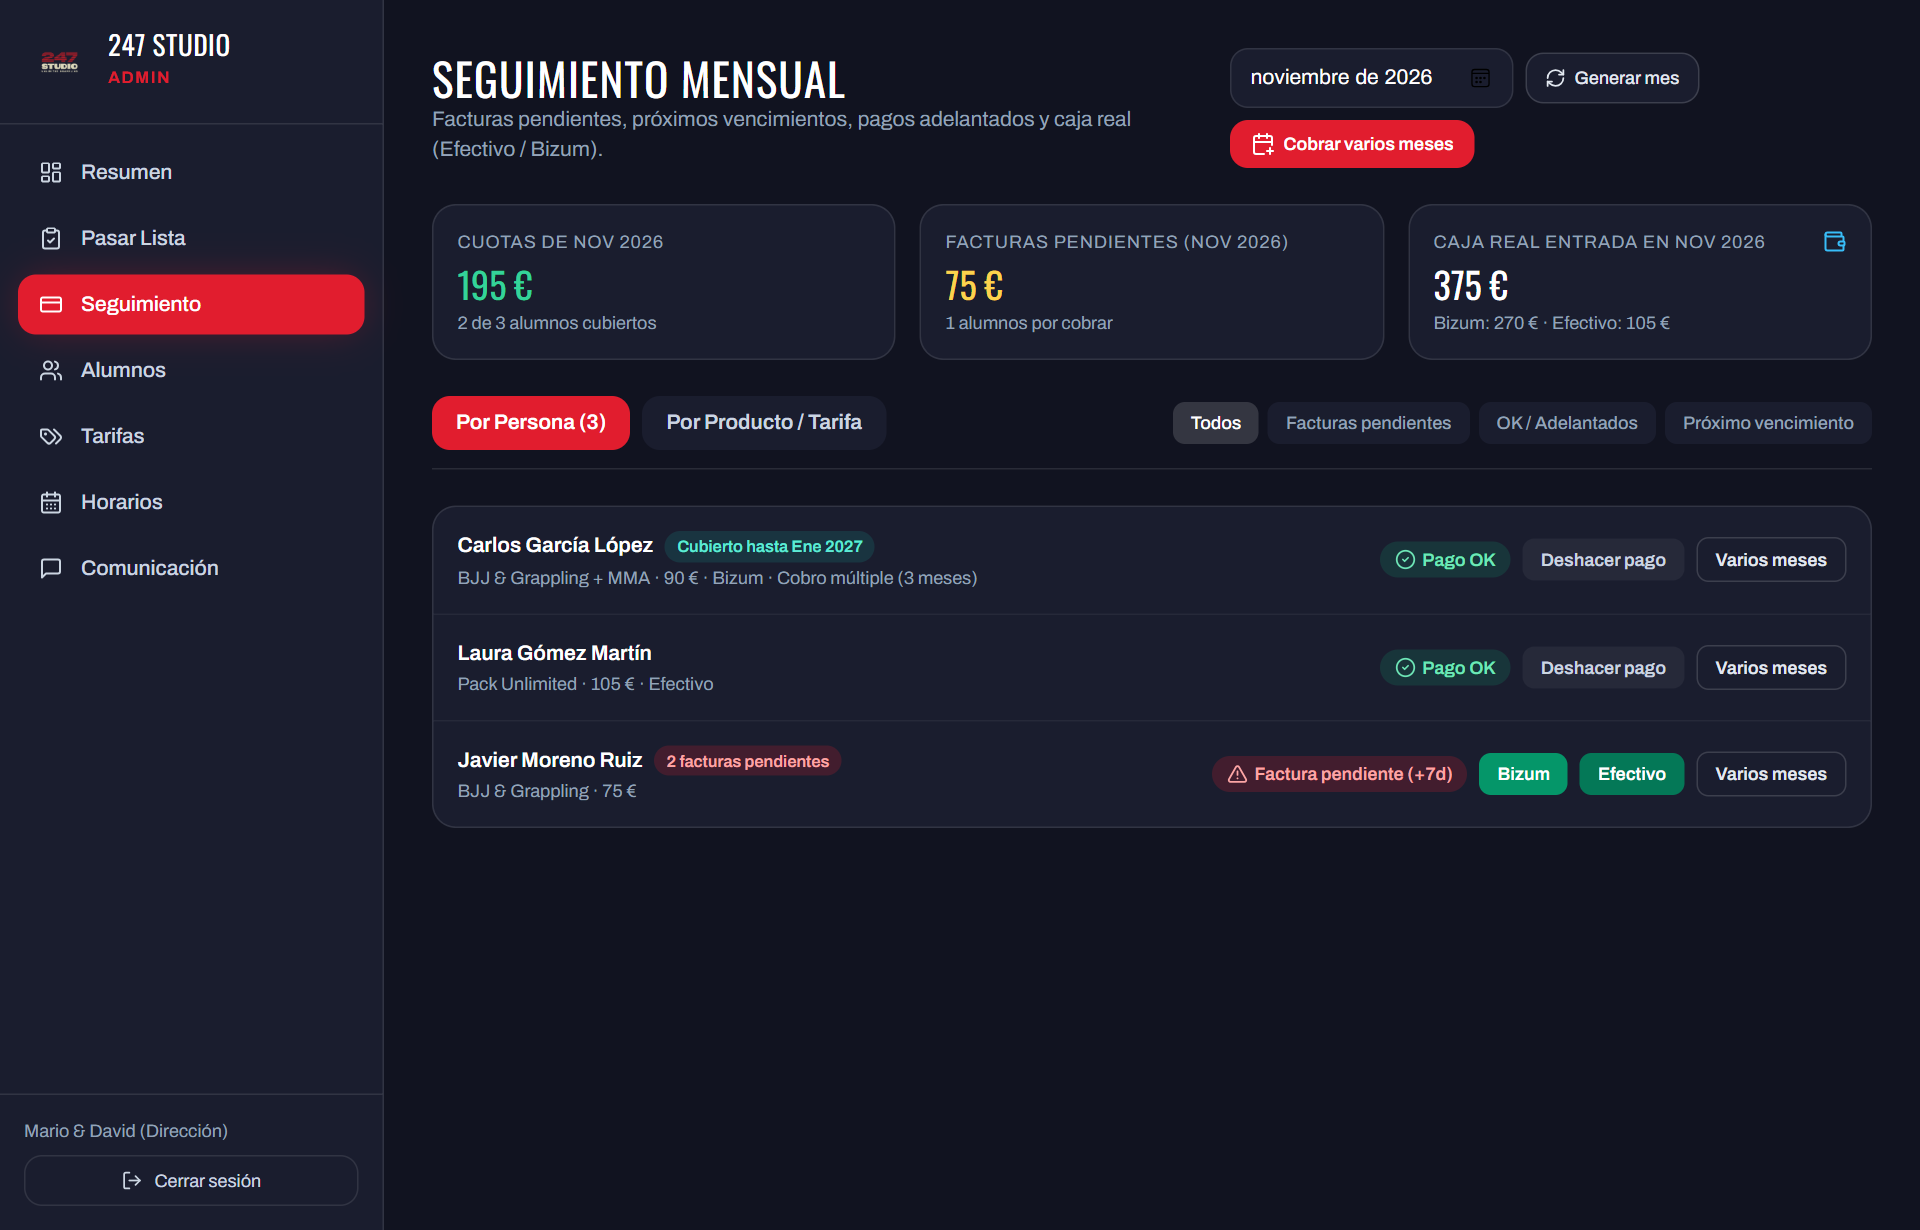 247
STUDIO
247 STUDIO
ADMIN
Resumen
Pasar Lista
Seguimiento
Alumnos
Tarifas
Horarios
Comunicación
Mario & David (Dirección)
Cerrar sesión
SEGUIMIENTO MENSUAL
Facturas pendientes, próximos vencimientos, pagos adelantados y caja real
(Efectivo / Bizum).
noviembre de 2026
Generar mes
Cobrar varios meses
CUOTAS DE NOV 2026
195 €
2 de 3 alumnos cubiertos
FACTURAS PENDIENTES (NOV 2026)
75 €
1 alumnos por cobrar
CAJA REAL ENTRADA EN NOV 2026
375 €
Bizum: 270 € · Efectivo: 105 €
Por Persona (3)
Por Producto / Tarifa
Todos
Facturas pendientes
OK / Adelantados
Próximo vencimiento
Carlos García López
Cubierto hasta Ene 2027
BJJ & Grappling + MMA · 90 € · Bizum · Cobro múltiple (3 meses)
Pago OK
Deshacer pago
Varios meses
Laura Gómez Martín
Pack Unlimited · 105 € · Efectivo
Pago OK
Deshacer pago
Varios meses
Javier Moreno Ruiz
2 facturas pendientes
BJJ & Grappling · 75 €
Factura pendiente (+7d)
Bizum
Efectivo
Varios meses